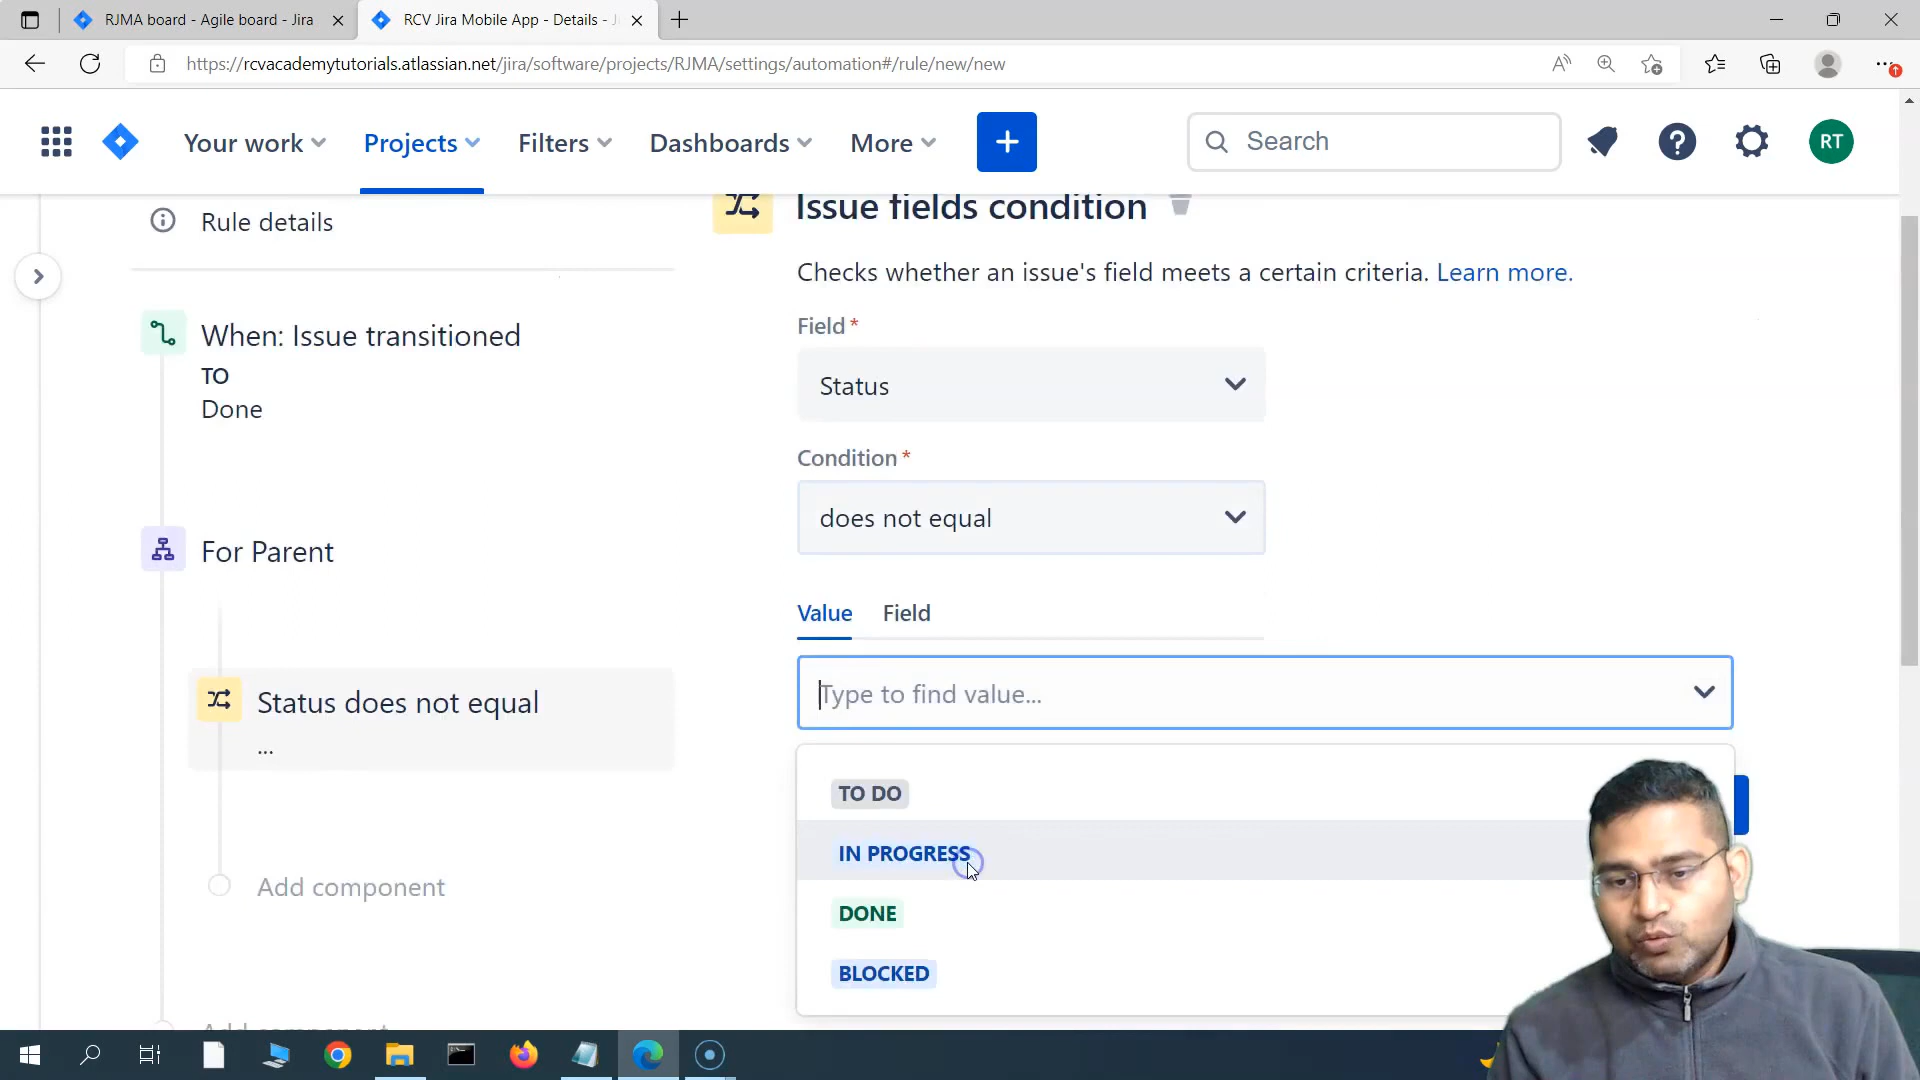 RJMA board - Agile board - Jira
RCV Jira Mobile App - Details - J
https://rcvacademytutorials.atlassian.net/jira/software/projects/RJMA/settings/automation#/rule/new/new
Your work
Projects
Filters
Dashboards
More
Search
RT
Rule details
When: Issue transitioned
TO
Done
For Parent
Status does not equal
...
Add component
Add component
Issue fields condition
Checks whether an issue's field meets a certain criteria. Learn more.
Field *
Status
Condition *
does not equal
Value Field
Type to find value...
TO DO
IN PROGRESS
DONE
BLOCKED